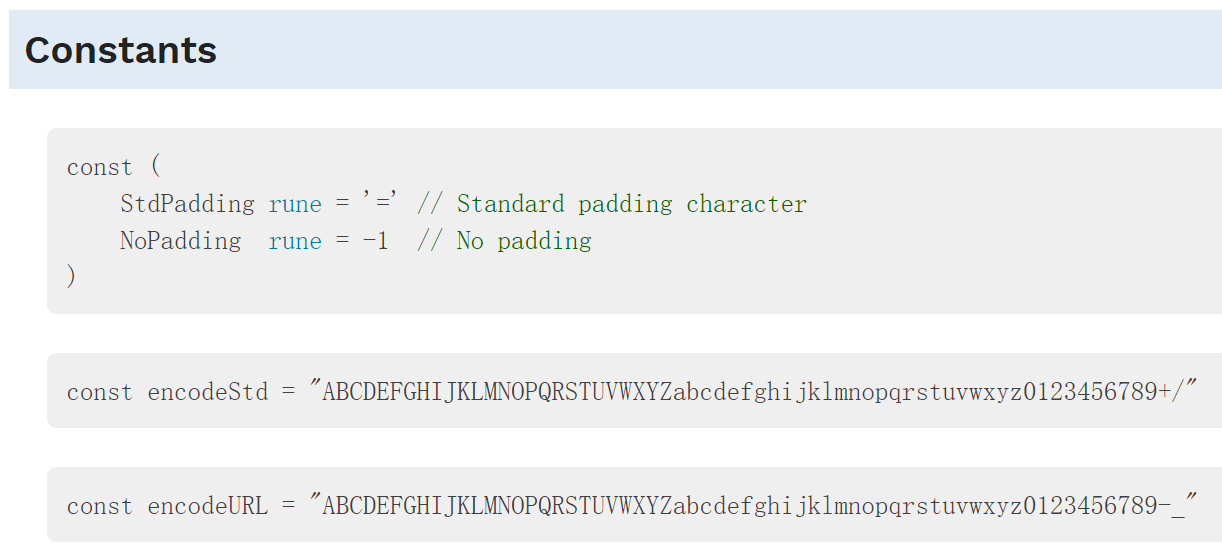 Constants
const (
    StdPadding rune = '=' // Standard padding character
    NoPadding  rune = -1  // No padding
)
const encodeStd = "ABCDEFGHIJKLMNOPQRSTUVWXYZabcdefghijklmnopqrstuvwxyz0123456789+/"
const encodeURL = "ABCDEFGHIJKLMNOPQRSTUVWXYZabcdefghijklmnopqrstuvwxyz0123456789-_"